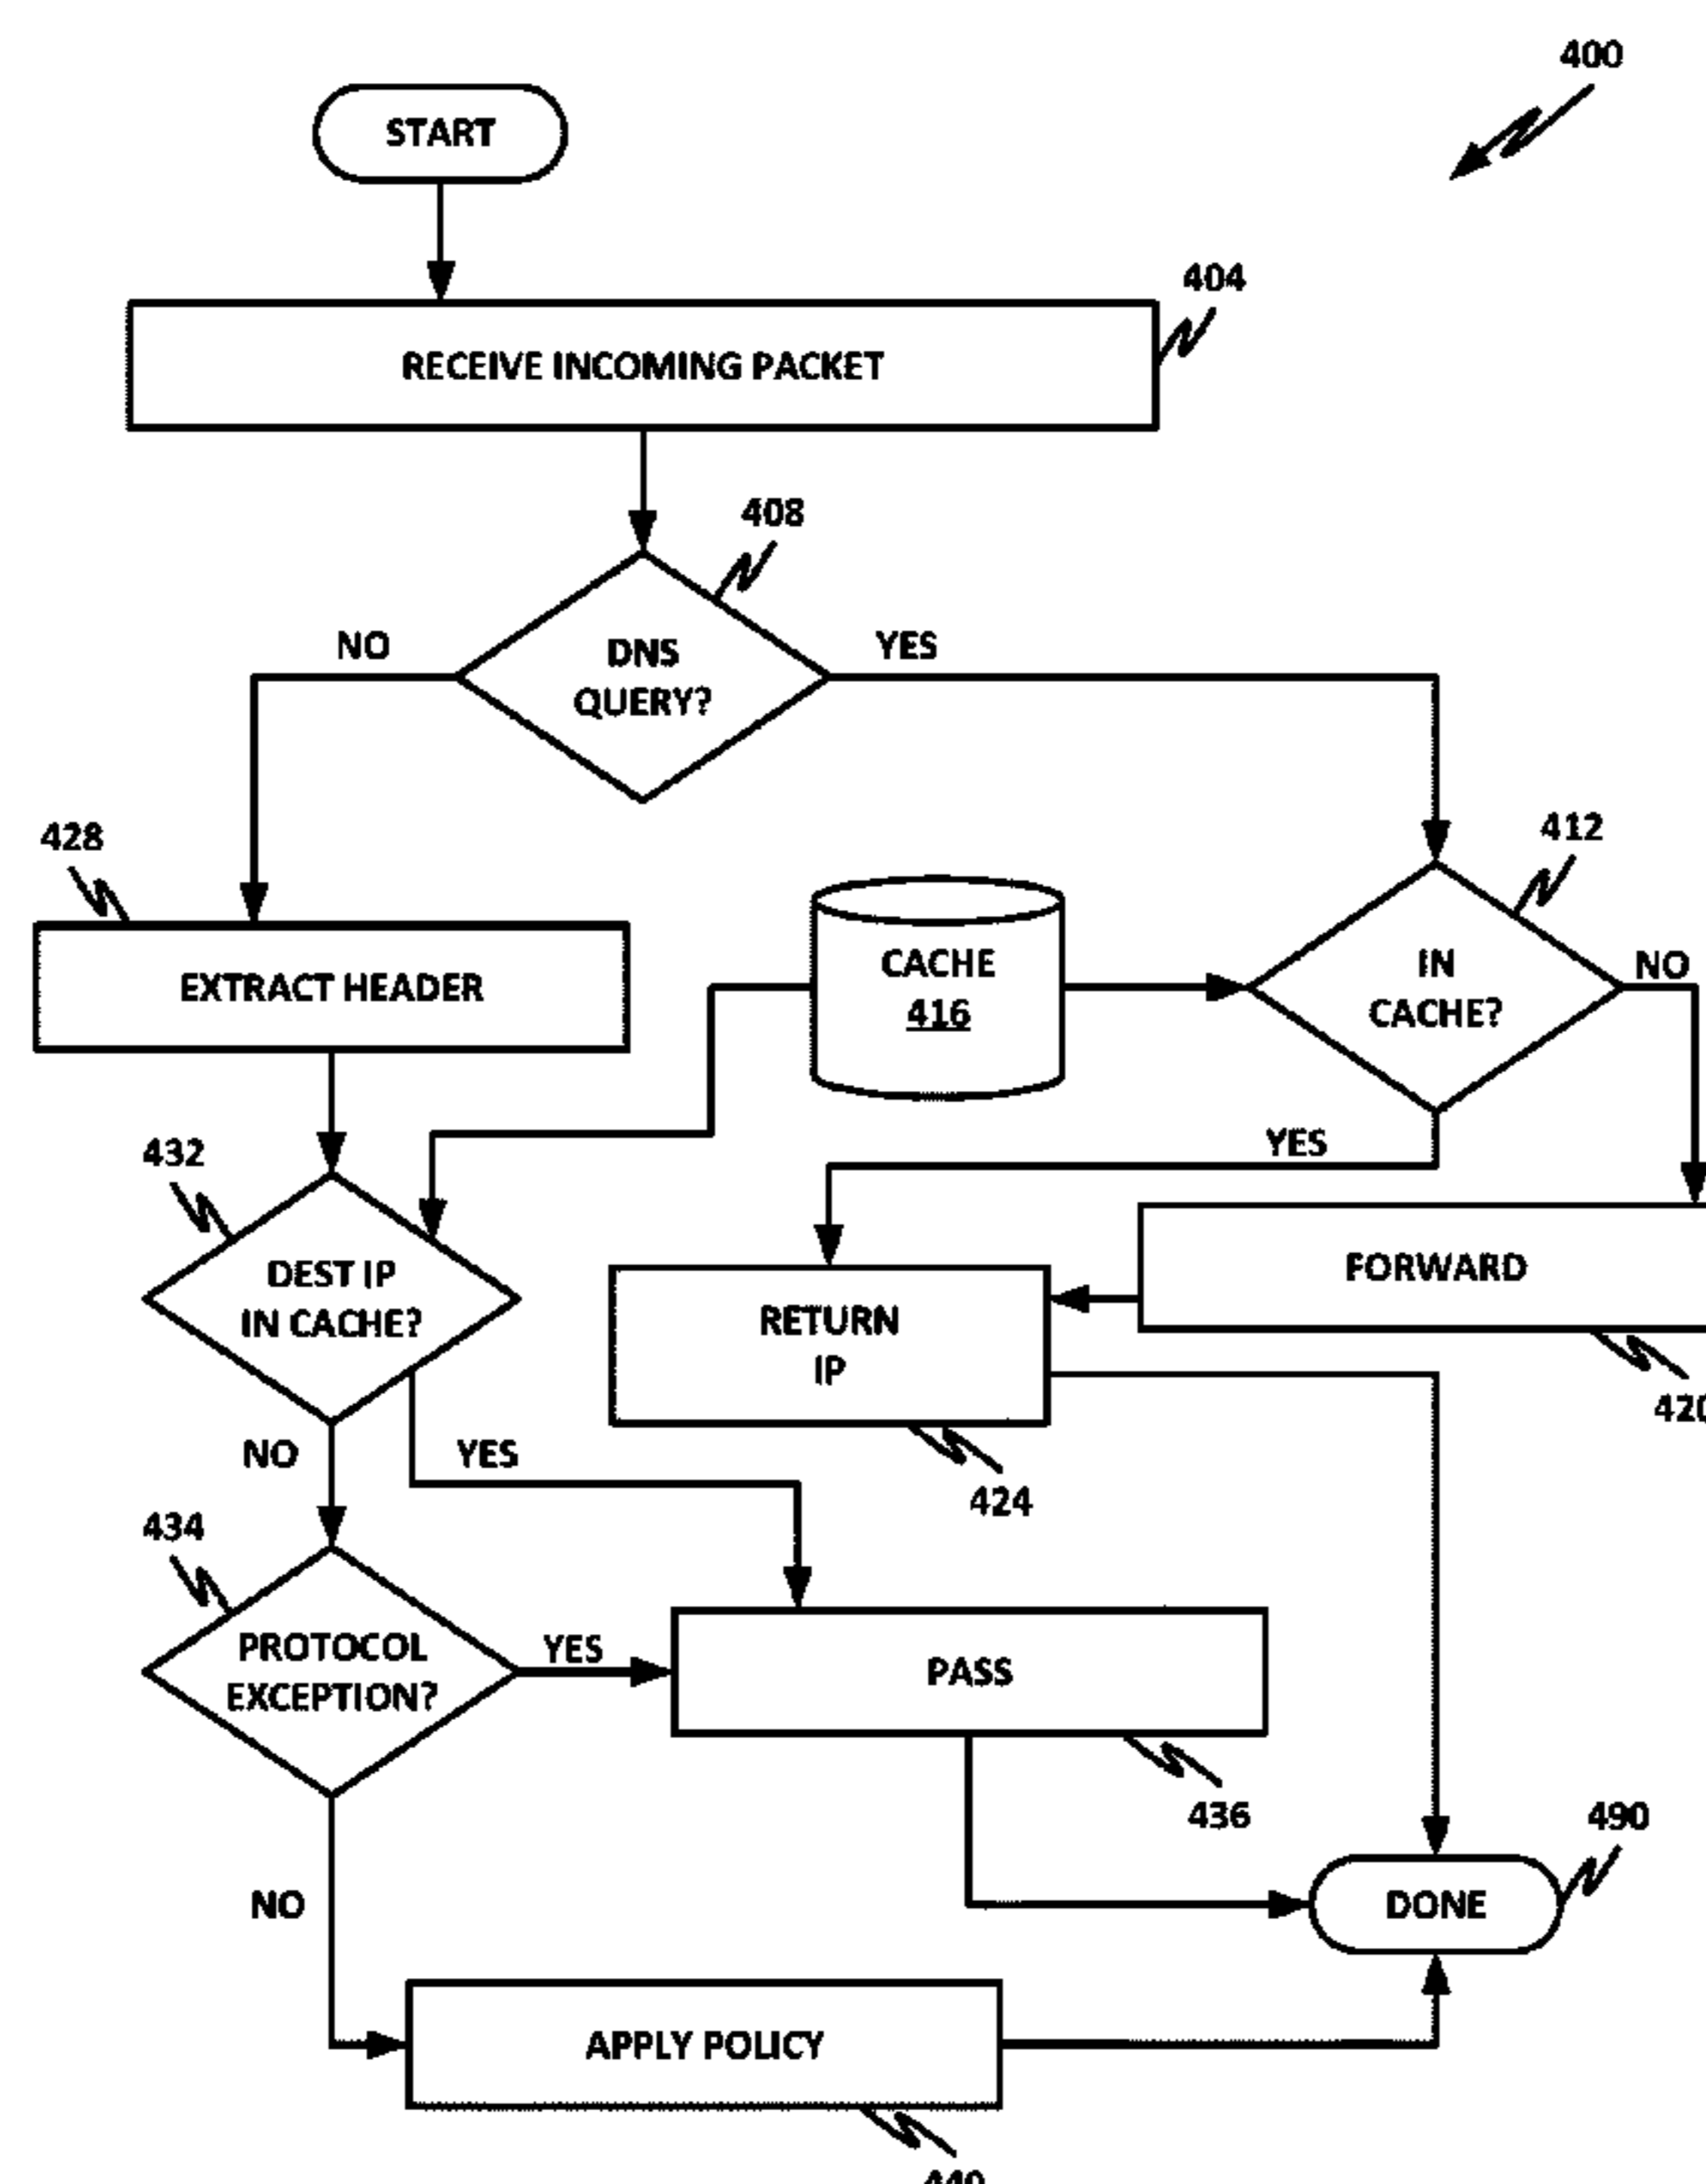 400
START
404
RECEIVE INCOMING PACKET
408
NO
DNS
QUERY?
YES
428
412
EXTRACT HEADER
CACHE
416
IN
CACHE?
NO
432
YES
DEST IP
IN CACHE?
FORWARD
RETURN
IP
420
NO
YES
424
434
PROTOCOL
EXCEPTION?
YES
PASS
436
490
NO
DONE
APPLY POLICY